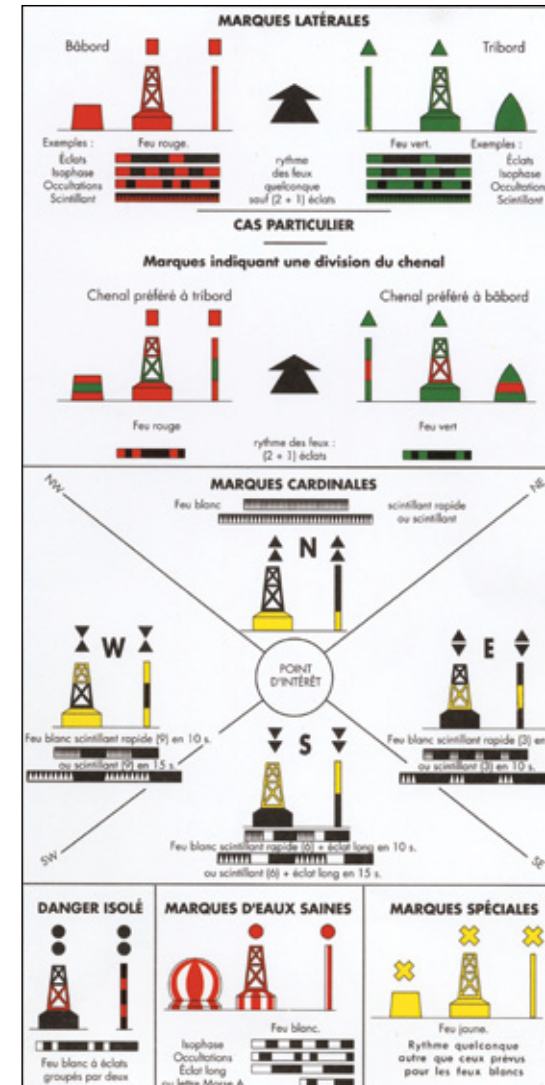 MARQUES LATÉRALES
Bâbord
Tribord
Exemples :
Feu rouge.
Feu vert.
Exemples :
Éclats
Isophase
Occultations
Scintillant
rythme
des feux
quelconque
sauf (2 + 1) éclats
Éclats
Isophase
Occultations
Scintillant
CAS PARTICULIER
Marques indiquant une division du chenal
Chenal préféré à tribord
Chenal préféré à bâbord
Feu rouge
rythme des feux :
(2 + 1) éclats
Feu vert
MARQUES CARDINALES
NW
NE
Feu blanc
scintillant rapide
ou scintillant
N
W
POINT
D'INTÉRÊT
E
Feu blanc scintillant rapide (9) en 10 s.
ou scintillant (9) en 15 s.
Feu blanc scintillant rapide (3) en
ou scintillant (3) en 10 s.
S
Feu blanc scintillant rapide (6) + éclat long en 10 s.
ou scintillant (6) + éclat long en 15 s.
SW
SE
DANGER ISOLÉ
Feu blanc à éclats
groupés par deux
MARQUES D'EAUX SAINES
Feu blanc.
Isophase
Occultations
Éclat long
ou lettre Morse A
MARQUES SPÉCIALES
Feu jaune.
Rythme quelconque
autre que ceux prévus
pour les feux blancs